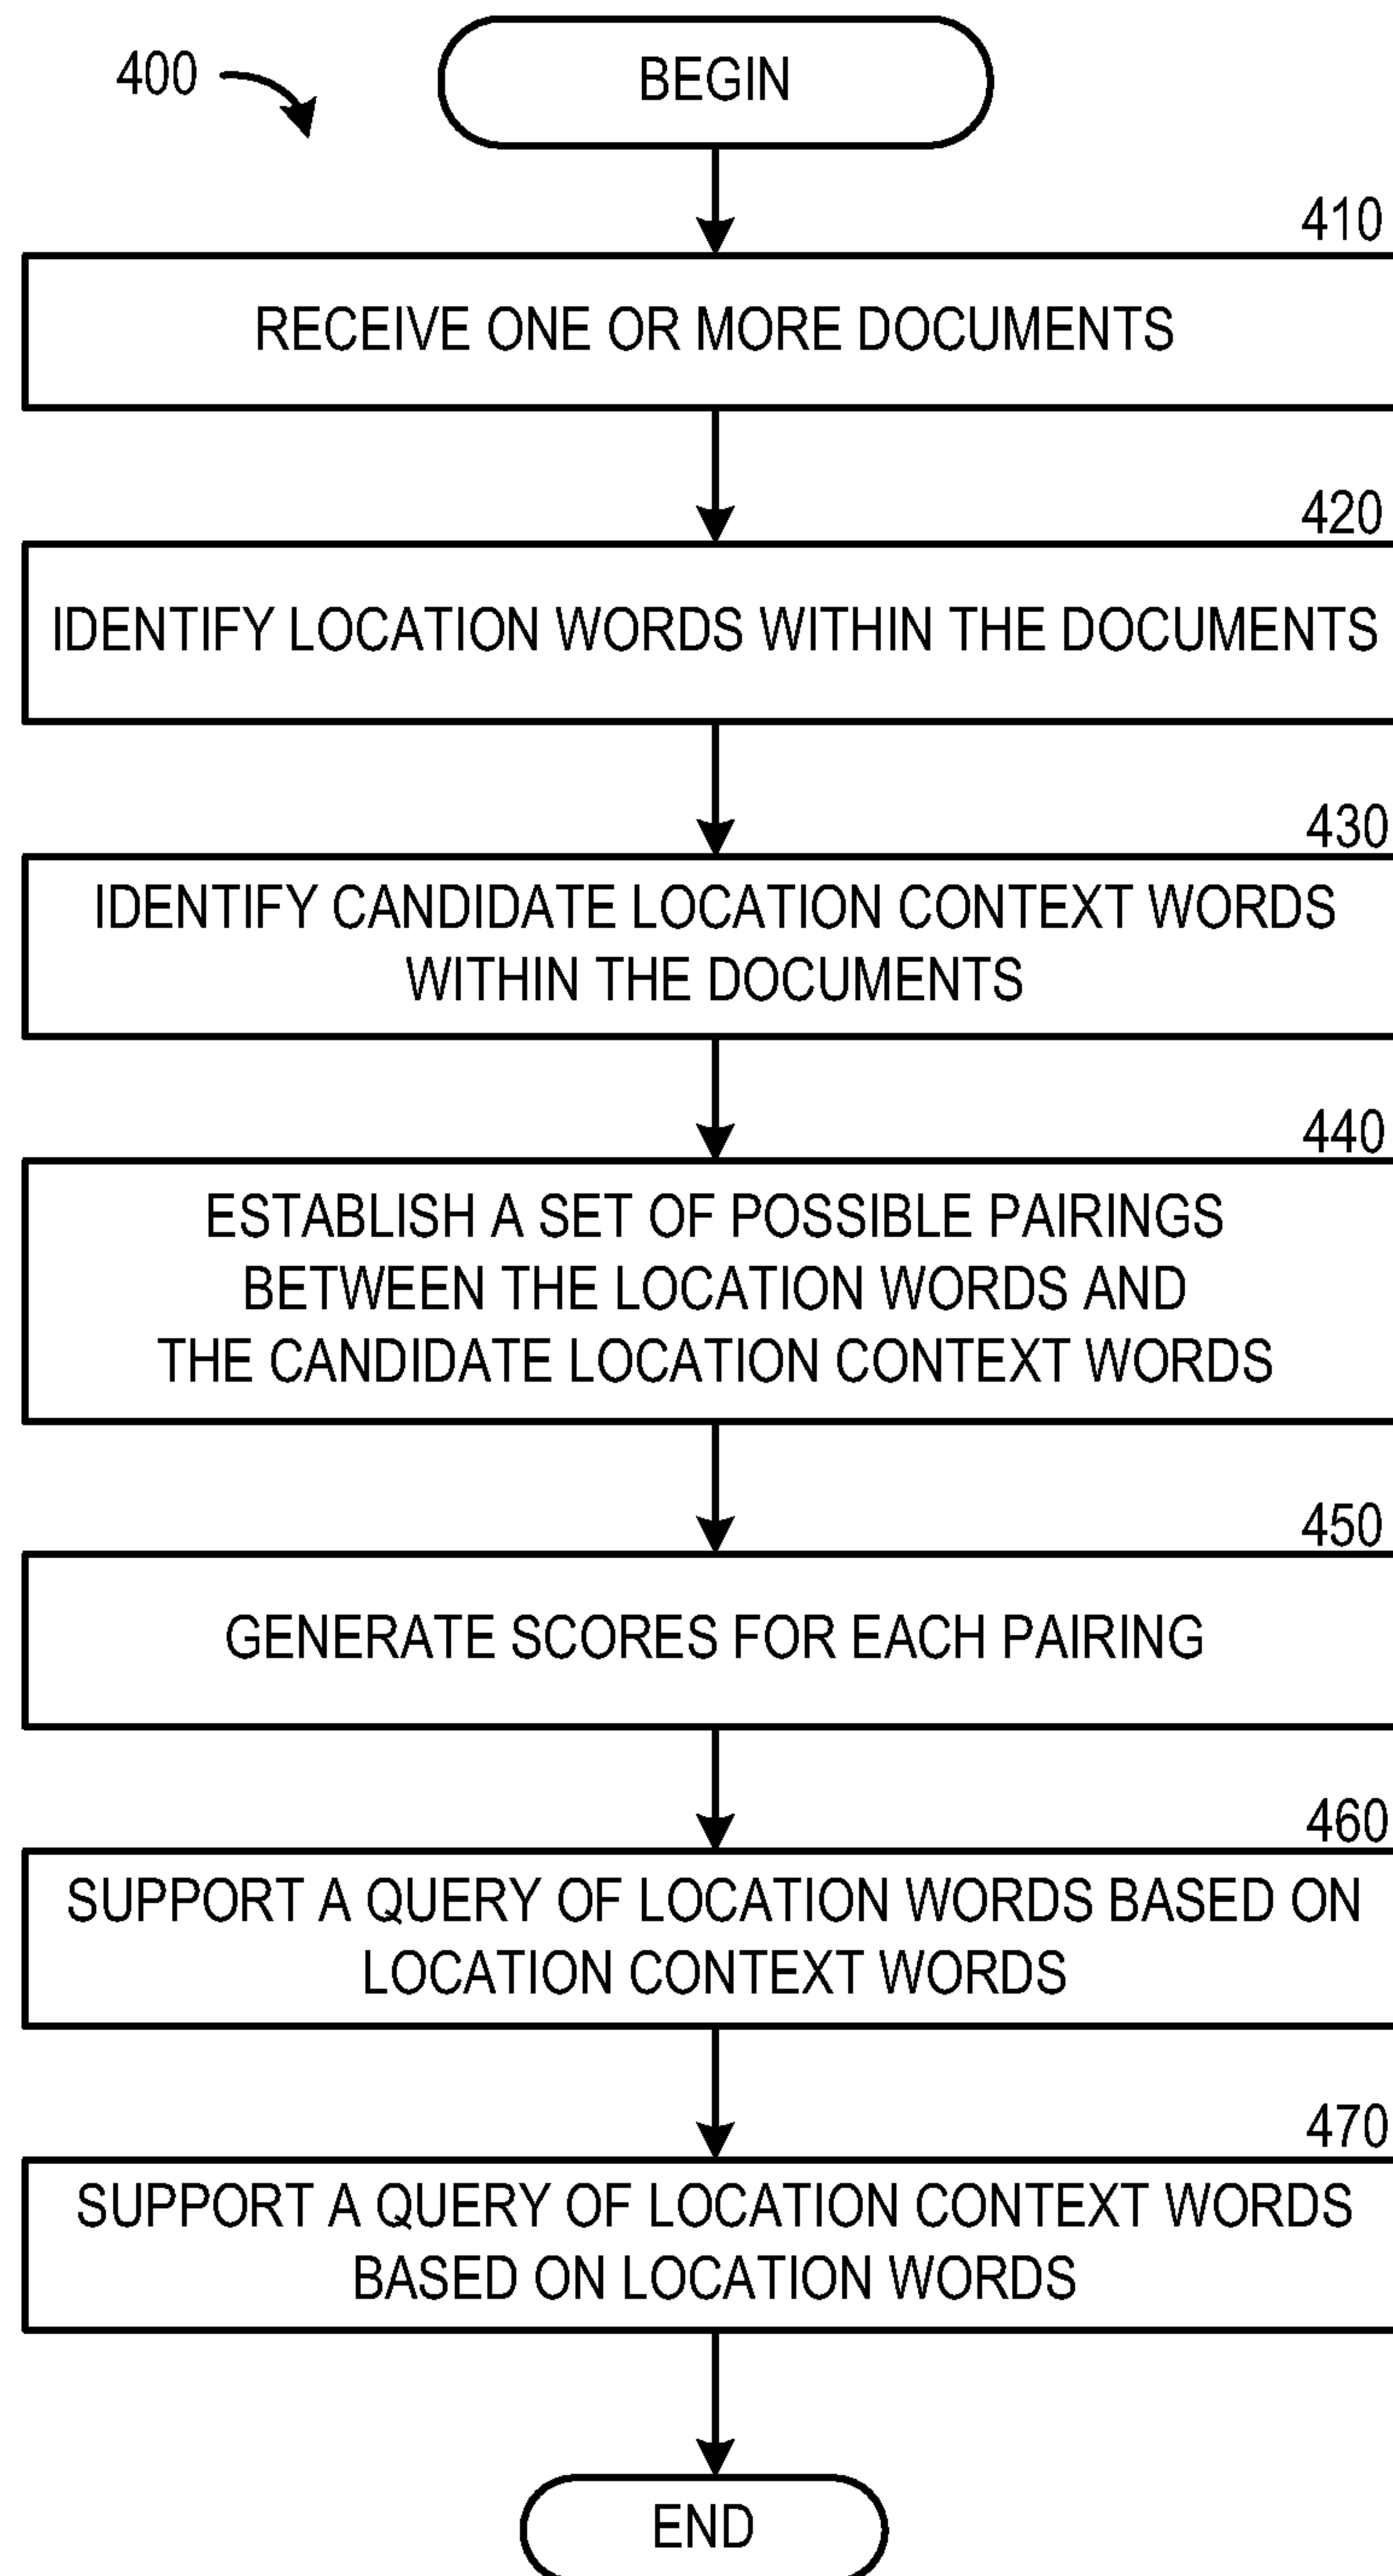 400
BEGIN
410
RECEIVE ONE OR MORE DOCUMENTS
420
IDENTIFY LOCATION WORDS WITHIN THE DOCUMENTS
430
IDENTIFY CANDIDATE LOCATION CONTEXT WORDS
WITHIN THE DOCUMENTS
440
ESTABLISH A SET OF POSSIBLE PAIRINGS
BETWEEN THE LOCATION WORDS AND
THE CANDIDATE LOCATION CONTEXT WORDS
450
GENERATE SCORES FOR EACH PAIRING
460
SUPPORT A QUERY OF LOCATION WORDS BASED ON
LOCATION CONTEXT WORDS
470
SUPPORT A QUERY OF LOCATION CONTEXT WORDS
BASED ON LOCATION WORDS
END